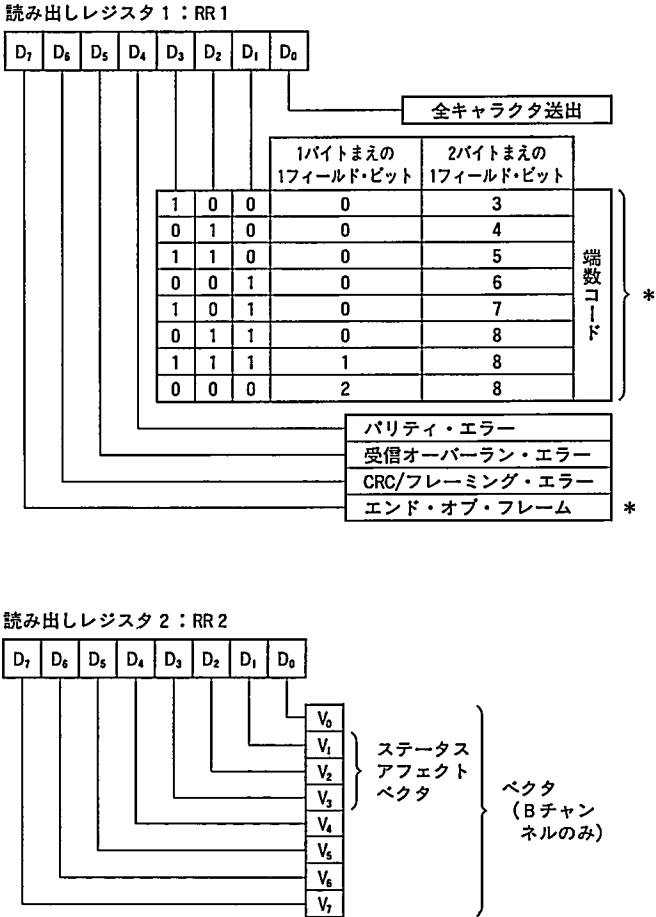 読み出しレジスタ1：RR1
D₇ D₆ D₅ D₄ D₃ D₂ D₁ D₀
全キャラクタ送出
1バイトまえの 2バイトまえの
1フィールド・ビット 1フィールド・ビット
1 0 0 0 3
0 1 0 0 4
1 1 0 0 5
0 0 1 0 6
1 0 1 0 7
0 1 1 0 8
1 1 1 1 8
0 0 0 2 8
端数コード
*
パリティ・エラー
受信オーバーラン・エラー
CRC/フレーミング・エラー
エンド・オブ・フレーム *
読み出しレジスタ2：RR2
D₇ D₆ D₅ D₄ D₃ D₂ D₁ D₀
V₀
V₁
V₂
V₃
V₄
V₅
V₆
V₇
ステータス
アフェクト
ベクタ
ベクタ
（Bチャン
ネルのみ）